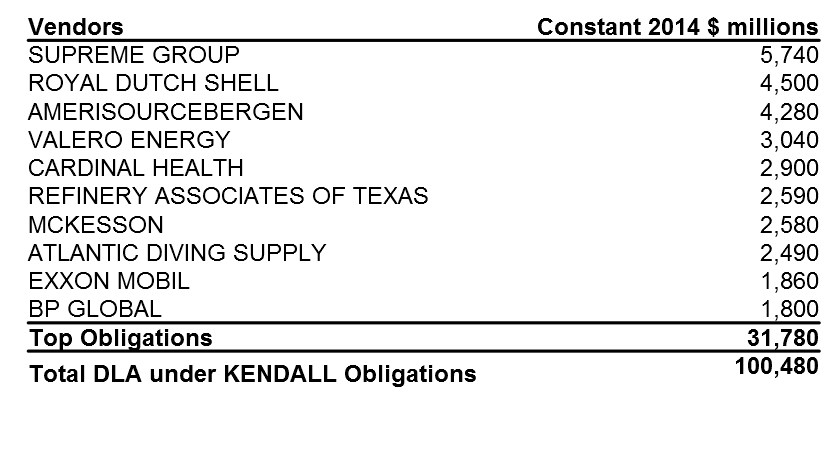 Vendors Constant 2014 $ millions
SUPREME GROUP 5,740
ROYAL DUTCH SHELL 4,500
AMERISOURCEBERGEN 4,280
VALERO ENERGY 3,040
CARDINAL HEALTH 2,900
REFINERY ASSOCIATES OF TEXAS 2,590
MCKESSON 2,580
ATLANTIC DIVING SUPPLY 2,490
EXXON MOBIL 1,860
BP GLOBAL 1,800
Top Obligations 31,780
Total DLA under KENDALL Obligations 100,480